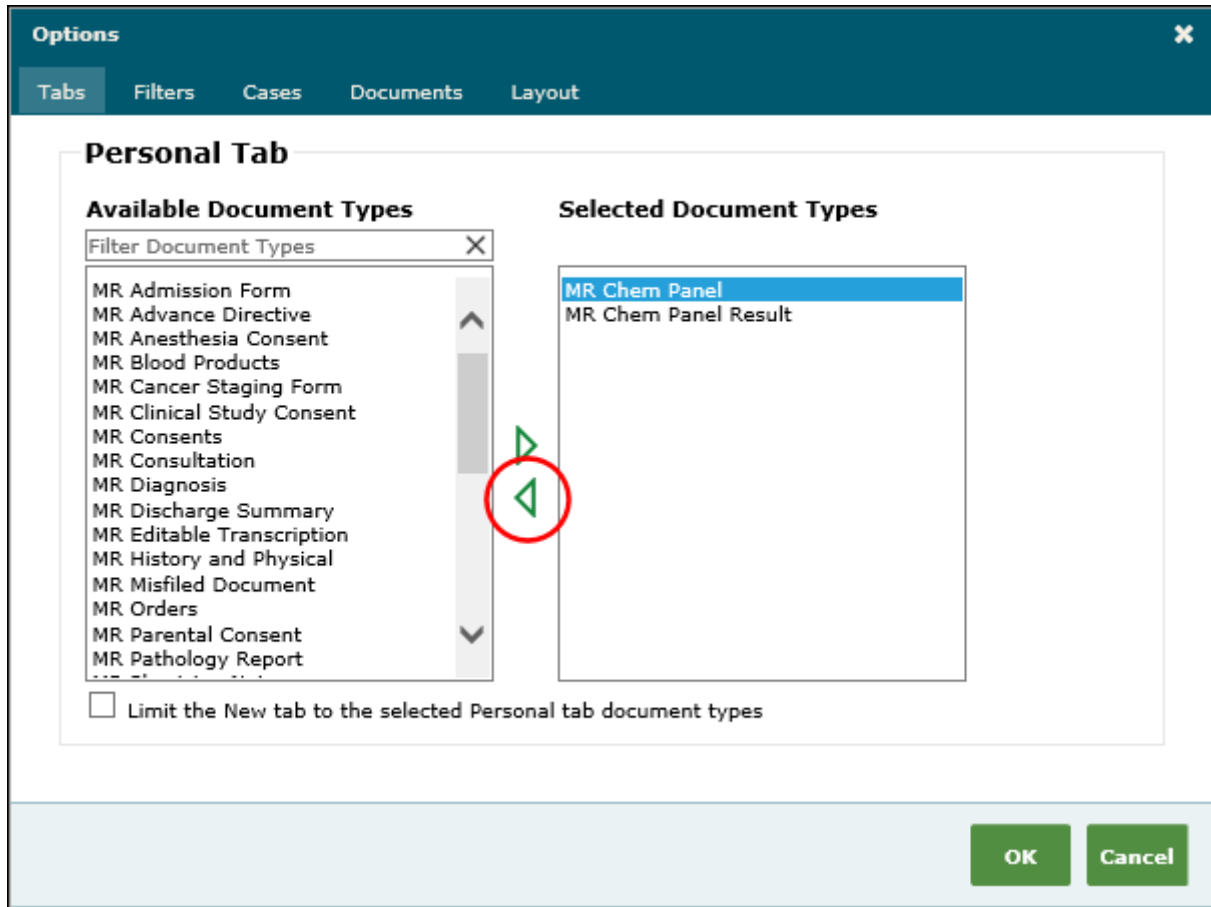 Options
Tabs Filters Cases Documents Layout
Personal Tab
Available Document Types
Filter Document Types
MR Admission Form
MR Advance Directive
MR Anesthesia Consent
MR Blood Products
MR Cancer Staging Form
MR Clinical Study Consent
MR Consents
MR Consultation
MR Diagnosis
MR Discharge Summary
MR Editable Transcription
MR History and Physical
MR Misfiled Document
MR Orders
MR Parental Consent
MR Pathology Report
Selected Document Types
MR Chem Panel
MR Chem Panel Result
Limit the New tab to the selected Personal tab document types
OK Cancel